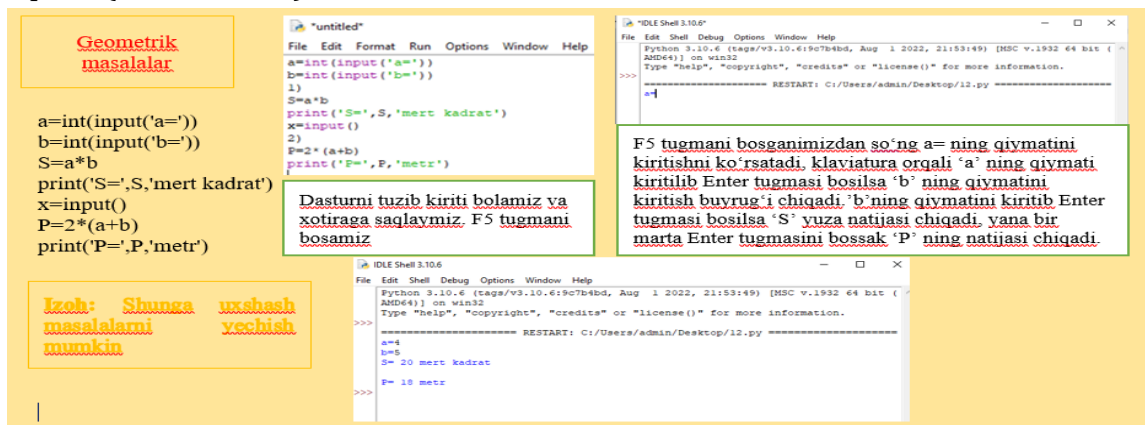 Geometrik
masalalar
a=int(input('a='))
b=int(input('b='))
S=a*b
print('S=',S,'mert kadrat')
x=input()
P=2*(a+b)
print('P=',P,'metr')
Izoh: Shunga uxshash
masalalarni yechish
mumkin
*untitled*
File Edit Format Run Options Window Help
a=int(input('a='))
b=int(input('b='))
1)
S=a*b
print('S=',S,'mert kadrat')
x=input()
2)
P=2*(a+b)
print('P=',P,'metr')
Dasturni tuzib kiriti bolamiz va
xotiraga saqlaymiz. F5 tugmani
bosamiz
*IDLE Shell 3.10.6*
File Edit Shell Debug Options Window Help
Python 3.10.6 (tags/v3.10.6:9c7b4bd, Aug 1 2022, 21:53:49) [MSC v.1932 64 bit (
AMD64)] on win32
Type "help", "copyright", "credits" or "license()" for more information.
>>>
==================== RESTART: C:/Users/admin/Desktop/12.py ====================
a=
F5 tugmani bosganimizdan so‘ng a= ning qiymatini
kiritishni ko‘rsatadi, klaviatura orqali ‘a’ ning qiymati
kiritilib Enter tugmasi bosilsa ‘b’ ning qiymatini
kiritish buyrug‘i chiqadi.’b’ning qiymatini kiritib Enter
tugmasi bosilsa ‘S’ yuza natijasi chiqadi, yana bir
marta Enter tugmasini bossak ‘P’ ning natijasi chiqadi.
IDLE Shell 3.10.6
File Edit Shell Debug Options Window Help
Python 3.10.6 (tags/v3.10.6:9c7b4bd, Aug 1 2022, 21:53:49) [MSC v.1932 64 bit (
AMD64)] on win32
Type "help", "copyright", "credits" or "license()" for more information.
>>>
==================== RESTART: C:/Users/admin/Desktop/12.py ====================
a=4
b=5
S= 20 mert kadrat
P= 18 metr
>>>